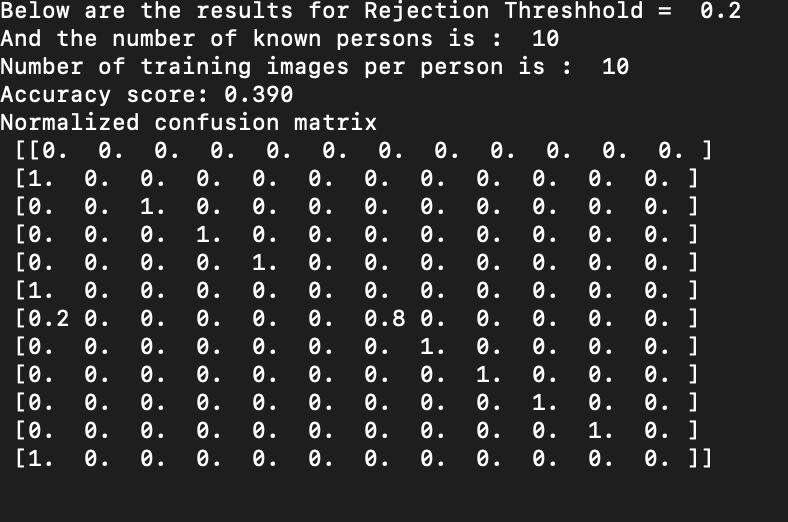 Below are the results for Rejection Threshhold =  0.2
And the number of known persons is :  10
Number of training images per person is :  10
Accuracy score: 0.390
Normalized confusion matrix
 [[0.  0.  0.  0.  0.  0.  0.  0.  0.  0.  0.  0. ]
 [1.  0.  0.  0.  0.  0.  0.  0.  0.  0.  0.  0. ]
 [0.  0.  1.  0.  0.  0.  0.  0.  0.  0.  0.  0. ]
 [0.  0.  0.  1.  0.  0.  0.  0.  0.  0.  0.  0. ]
 [0.  0.  0.  0.  1.  0.  0.  0.  0.  0.  0.  0. ]
 [1.  0.  0.  0.  0.  0.  0.  0.  0.  0.  0.  0. ]
 [0.2 0.  0.  0.  0.  0.  0.8 0.  0.  0.  0.  0. ]
 [0.  0.  0.  0.  0.  0.  0.  1.  0.  0.  0.  0. ]
 [0.  0.  0.  0.  0.  0.  0.  0.  1.  0.  0.  0. ]
 [0.  0.  0.  0.  0.  0.  0.  0.  0.  1.  0.  0. ]
 [0.  0.  0.  0.  0.  0.  0.  0.  0.  0.  1.  0. ]
 [1.  0.  0.  0.  0.  0.  0.  0.  0.  0.  0.  0. ]]